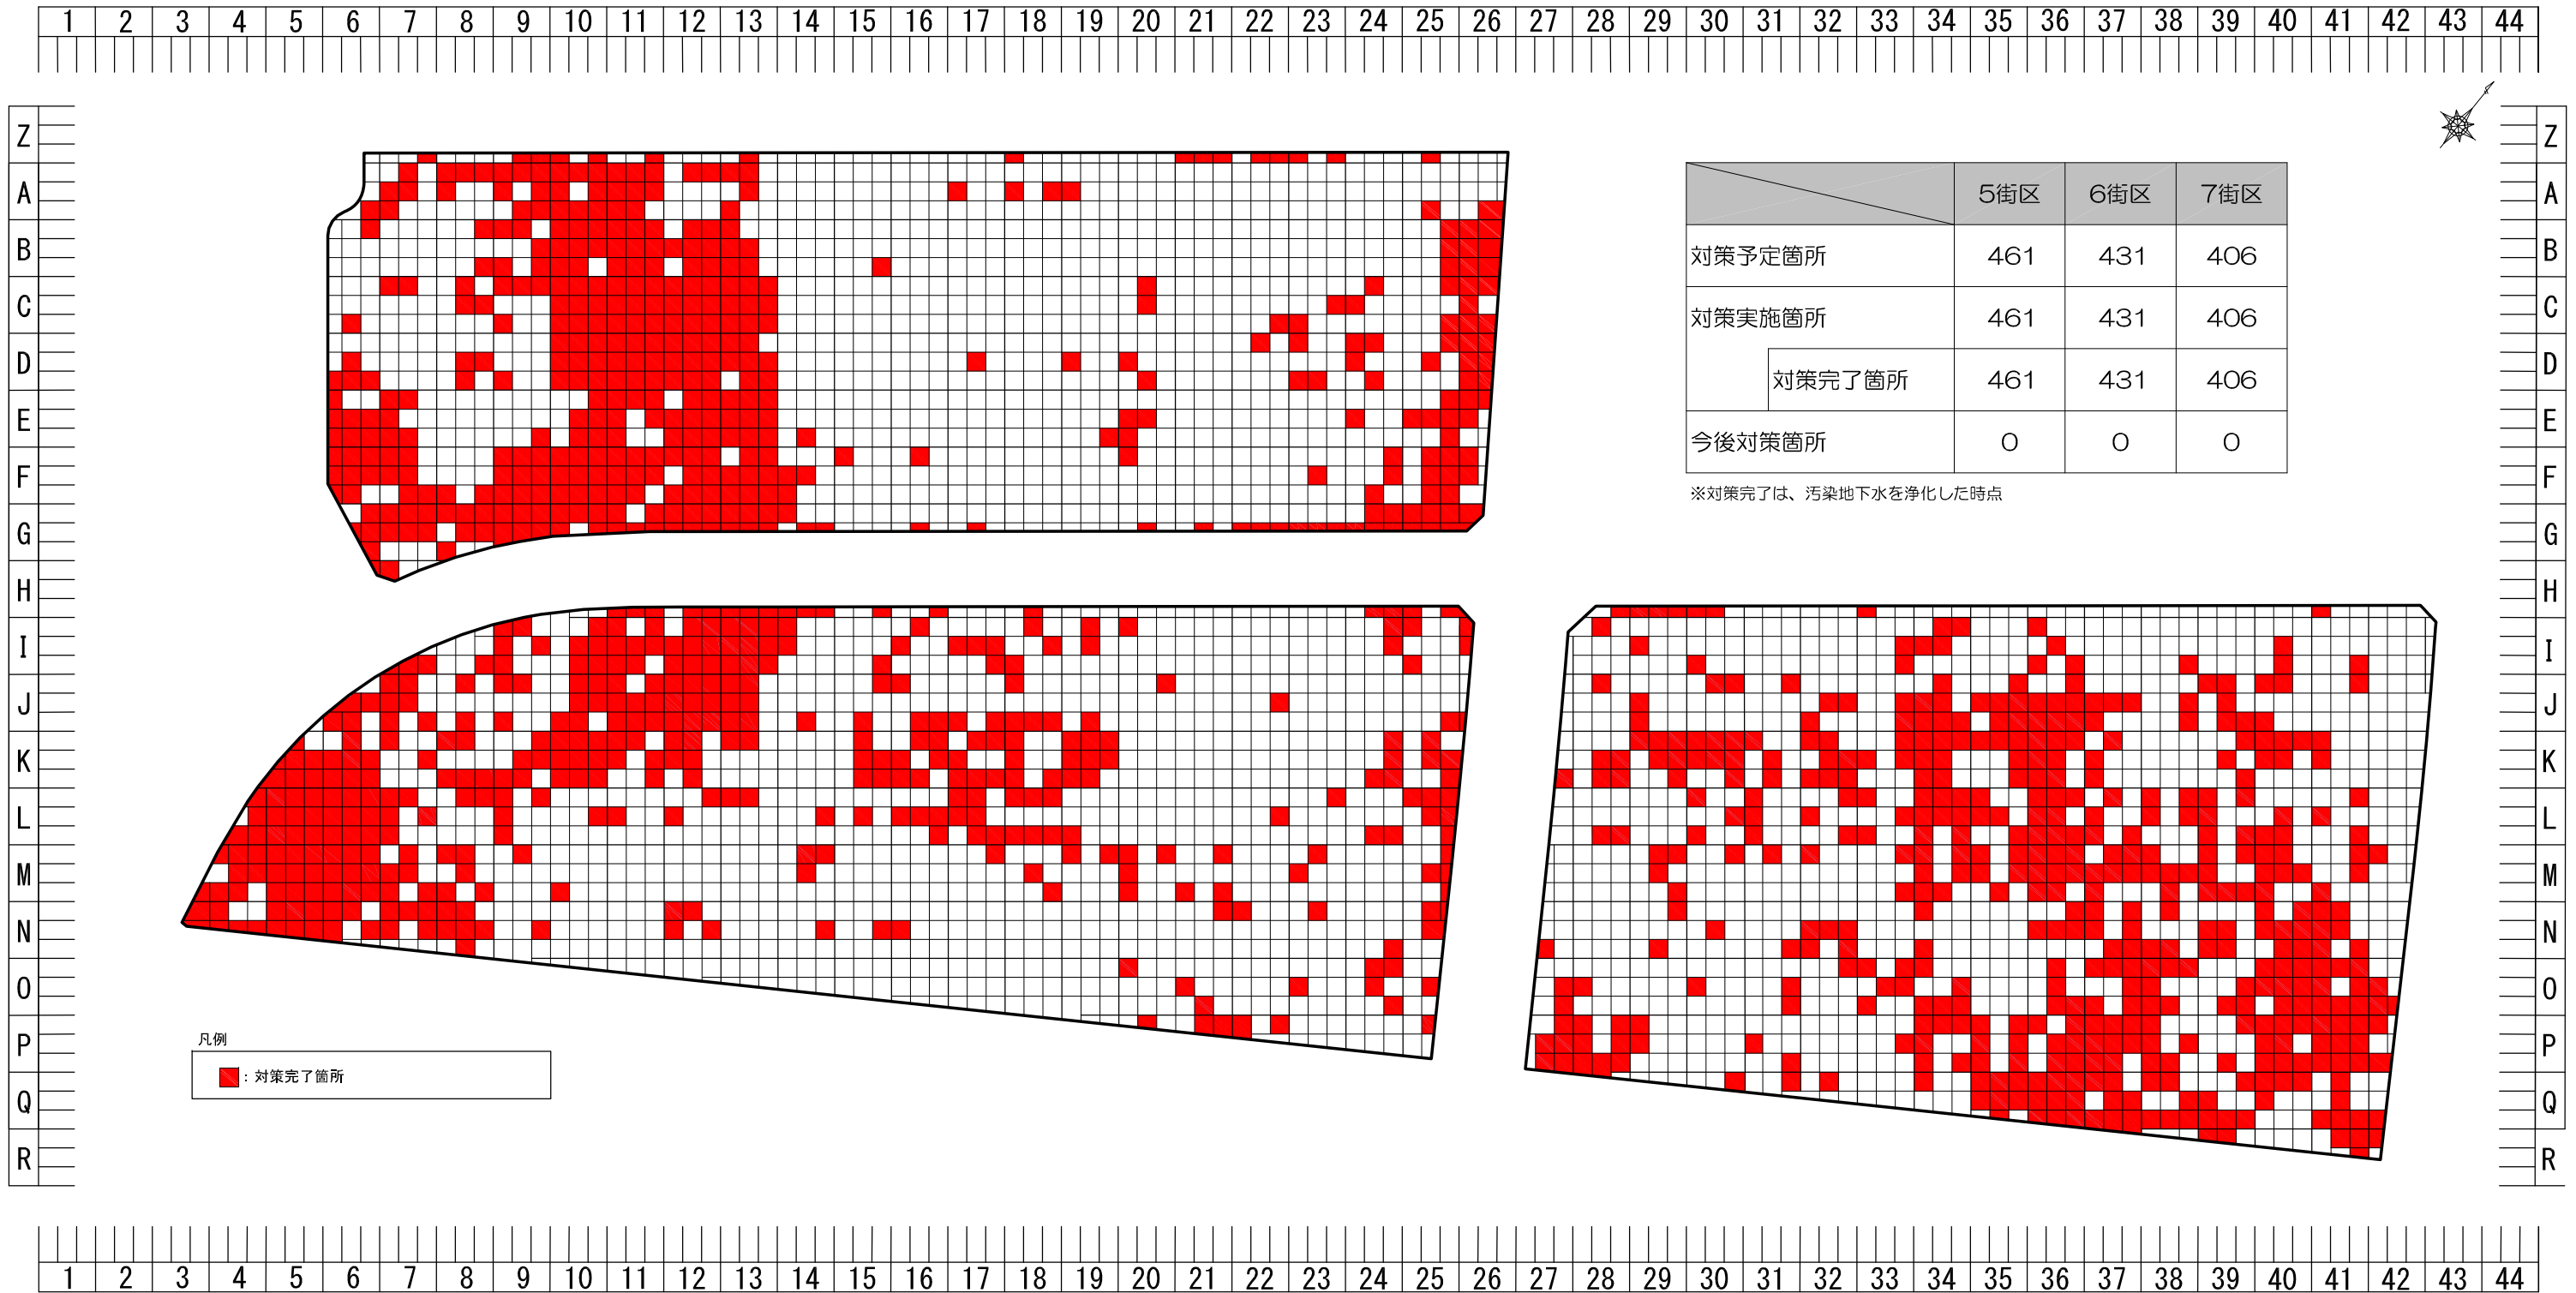 1 2 3 4 5 6 7 8 9 10 11 12 13 14 15 16 17 18 19 20 21 22 23 24 25 26 27 28 29 30 31 32 33 34 35 36 37 38 39 40 41 42 43 44
Z Z
A A
B B
C C
D D
E E
F F
G G
H H
I I
J J
K K
L L
M M
N N
O O
P P
Q Q
R R
5街区 6街区 7街区
対策予定箇所 461 431 406
対策実施箇所 461 431 406
対策完了箇所 461 431 406
今後対策箇所 0 0 0
※対策完了は、汚染地下水を浄化した時点
凡例
：対策完了箇所
1 2 3 4 5 6 7 8 9 10 11 12 13 14 15 16 17 18 19 20 21 22 23 24 25 26 27 28 29 30 31 32 33 34 35 36 37 38 39 40 41 42 43 44